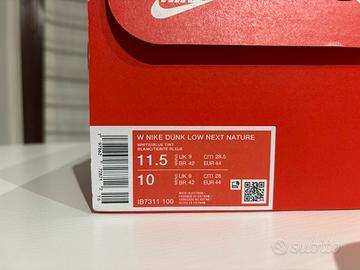 NIKE
W NIKE DUNK LOW NEXT NATURE
WHITE/BLUE TINT
BLANC/TEINTE BLEUE
11.5 UK 9 CM 28.5
BR 42 EUR 44
10 UK 9 CM 28
BR 42 EUR 44
IB7311 100
subito